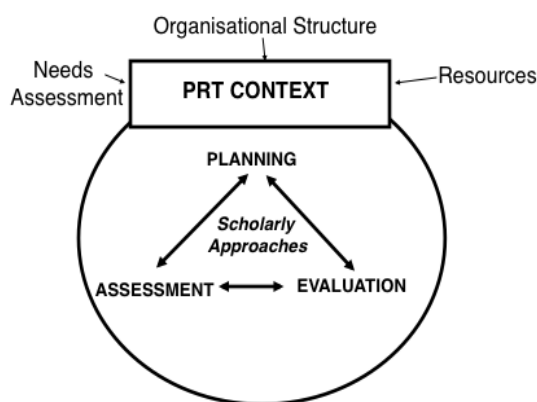 Organisational Structure
Needs
Assessment
PRT CONTEXT
Resources
PLANNING
Scholarly
Approaches
ASSESSMENT
EVALUATION